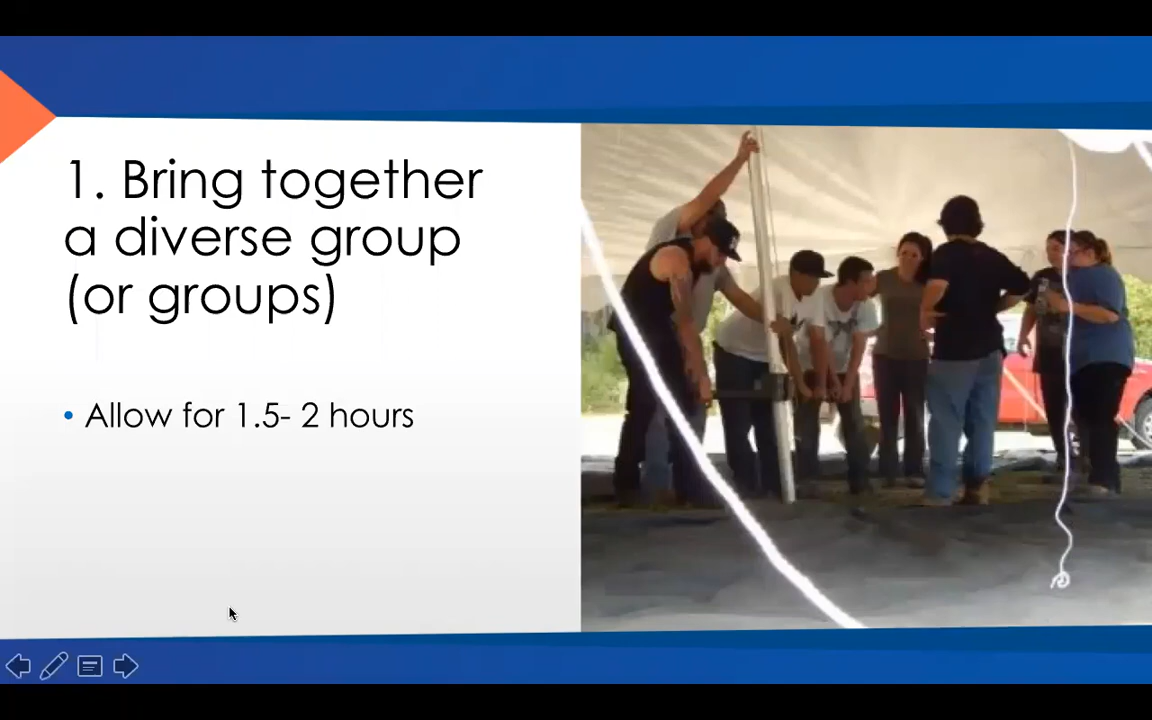 1. Bring together
a diverse group
(or groups)
• Allow for 1.5- 2 hours